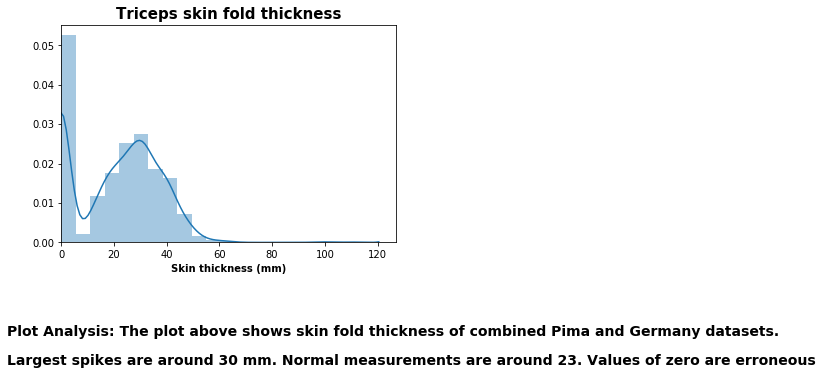 Triceps skin fold thickness
0.05
0.04
0.03
0.02
0.01
0.00
0 20 40 60 80 100 120
Skin thickness (mm)
Plot Analysis: The plot above shows skin fold thickness of combined Pima and Germany datasets.
Largest spikes are around 30 mm. Normal measurements are around 23. Values of zero are erroneous